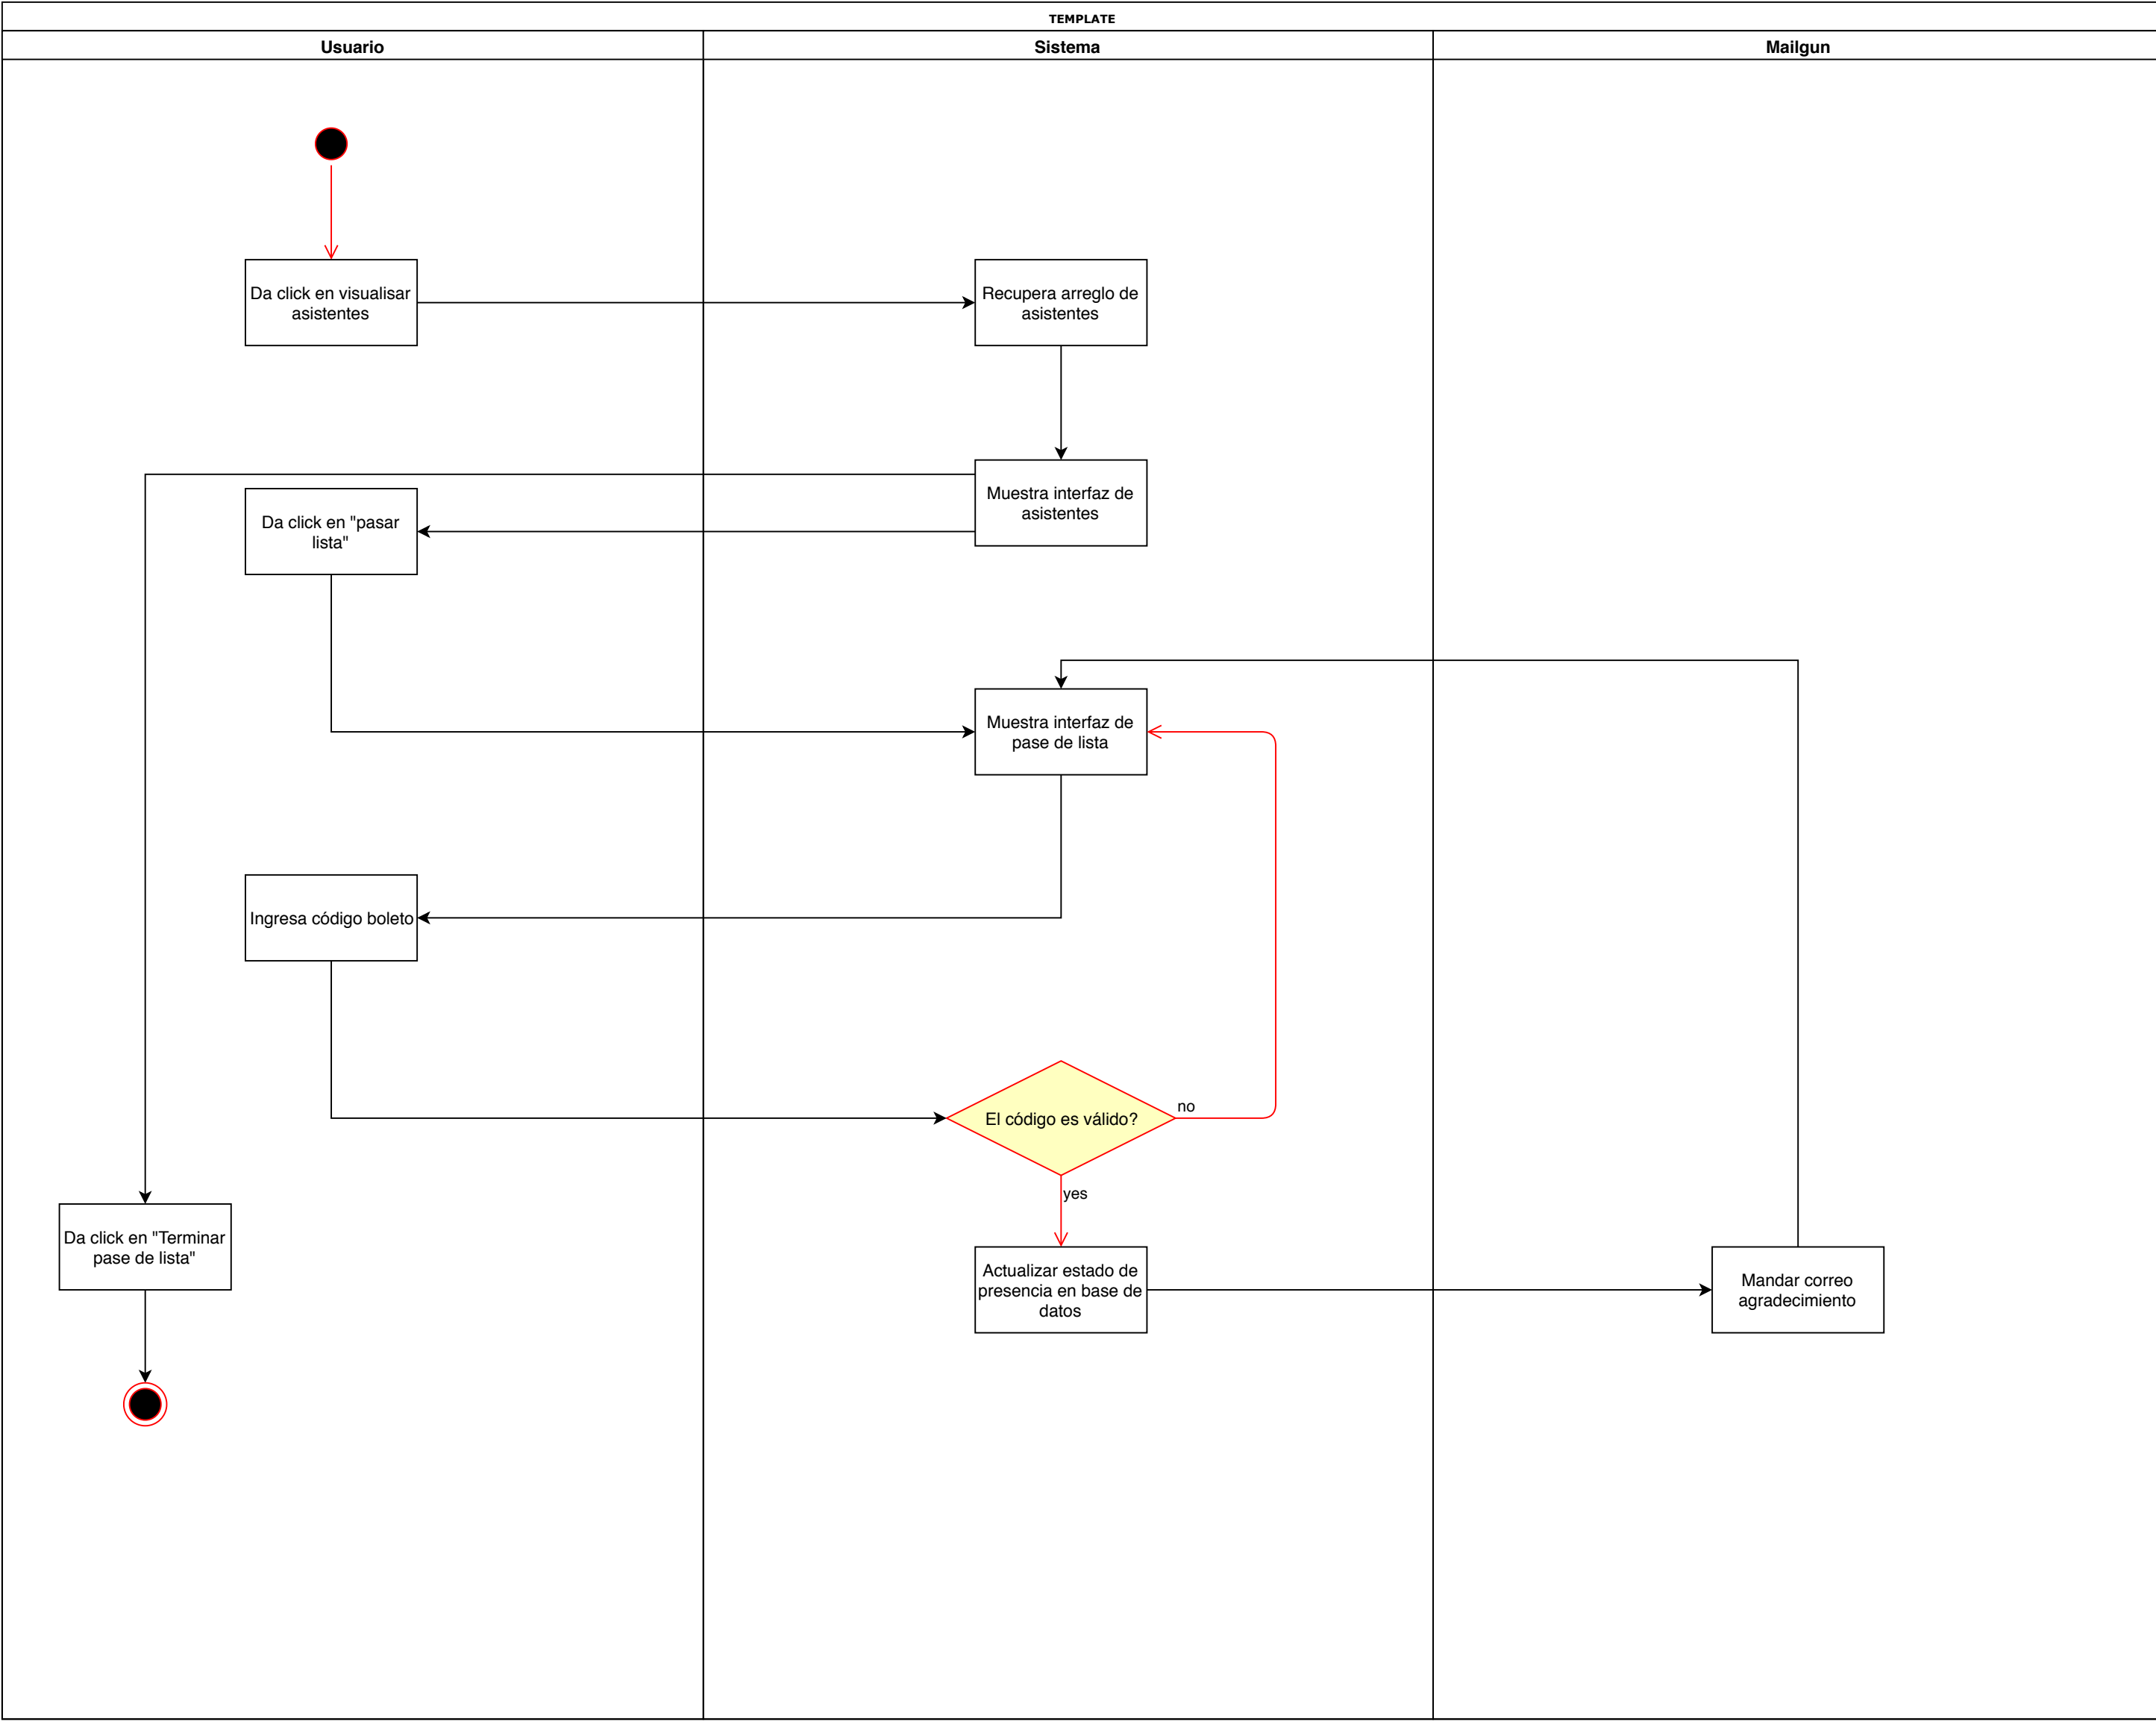 TEMPLATE
Usuario
Sistema
Mailgun
Da click en visualisar
asistentes
Recupera arreglo de
asistentes
Muestra interfaz de
asistentes
Da click en "pasar
lista"
Muestra interfaz de
pase de lista
Ingresa código boleto
El código es válido?
no
yes
Da click en "Terminar
pase de lista"
Actualizar estado de
presencia en base de
datos
Mandar correo
agradecimiento